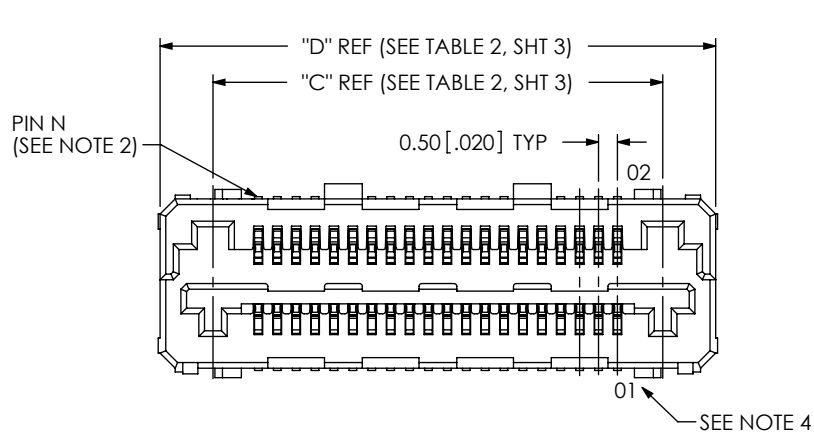 "D" REF (SEE TABLE 2, SHT 3)
"C" REF (SEE TABLE 2, SHT 3)
PIN N
(SEE NOTE 2)
0.50 [.020] TYP
02
01
SEE NOTE 4